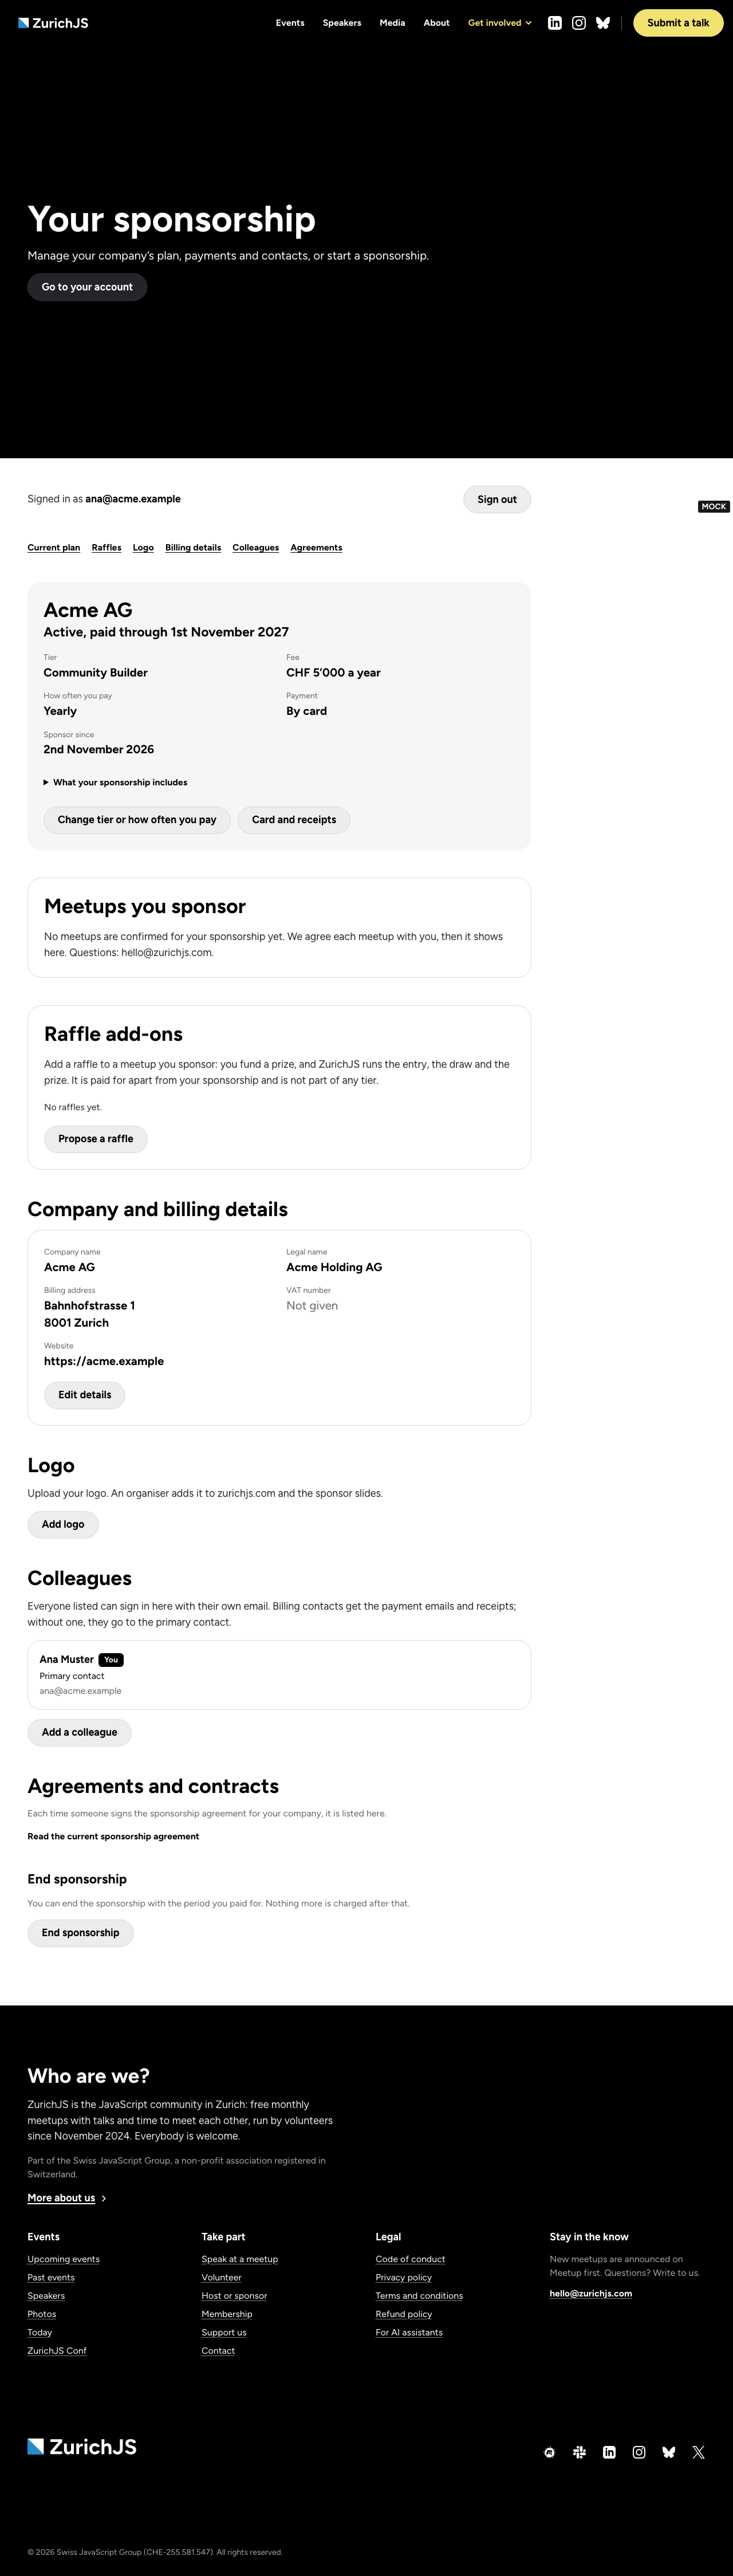 ZurichJS
Events Speakers Media About Get involved Submit a talk
Your sponsorship
Manage your company’s plan, payments and contacts, or start a sponsorship.
Go to your account
Signed in as ana@acme.example Sign out
MOCK
Current plan Raffles Logo Billing details Colleagues Agreements
Acme AG
Active, paid through 1st November 2027
Tier Fee
Community Builder CHF 5’000 a year
How often you pay Payment
Yearly By card
Sponsor since
2nd November 2026
What your sponsorship includes
Change tier or how often you pay Card and receipts
Meetups you sponsor
No meetups are confirmed for your sponsorship yet. We agree each meetup with you, then it shows
here. Questions: hello@zurichjs.com.
Raffle add-ons
Add a raffle to a meetup you sponsor: you fund a prize, and ZurichJS runs the entry, the draw and the
prize. It is paid for apart from your sponsorship and is not part of any tier.
No raffles yet.
Propose a raffle
Company and billing details
Company name Legal name
Acme AG Acme Holding AG
Billing address VAT number
Bahnhofstrasse 1 Not given
8001 Zurich
Website
https://acme.example
Edit details
Logo
Upload your logo. An organiser adds it to zurichjs.com and the sponsor slides.
Add logo
Colleagues
Everyone listed can sign in here with their own email. Billing contacts get the payment emails and receipts;
without one, they go to the primary contact.
Ana Muster You
Primary contact
ana@acme.example
Add a colleague
Agreements and contracts
Each time someone signs the sponsorship agreement for your company, it is listed here.
Read the current sponsorship agreement
End sponsorship
You can end the sponsorship with the period you paid for. Nothing more is charged after that.
End sponsorship
Who are we?
ZurichJS is the JavaScript community in Zurich: free monthly
meetups with talks and time to meet each other, run by volunteers
since November 2024. Everybody is welcome.
Part of the Swiss JavaScript Group, a non-profit association registered in
Switzerland.
More about us
Events Take part Legal Stay in the know
Upcoming events Speak at a meetup Code of conduct New meetups are announced on
Past events Volunteer Privacy policy Meetup first. Questions? Write to us.
Speakers Host or sponsor Terms and conditions hello@zurichjs.com
Photos Membership Refund policy
Today Support us For AI assistants
ZurichJS Conf Contact
ZurichJS
© 2026 Swiss JavaScript Group (CHE-255.581.547). All rights reserved.